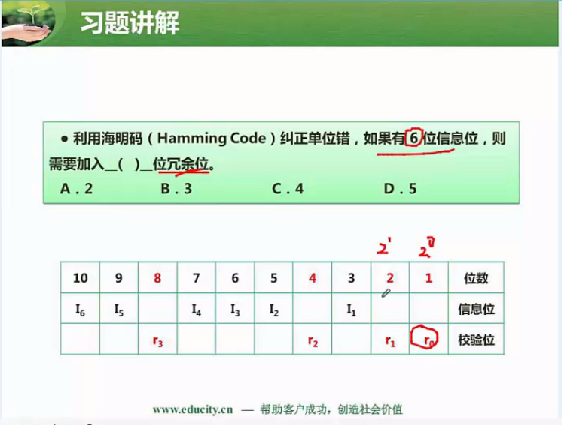 习题讲解
● 利用海明码（Hamming Code）纠正单位错，如果有6位信息位，则
需要加入__( )__位冗余位。
A．2 B．3 C．4 D．5
2¹ 2⁰
10 9 8 7 6 5 4 3 2 1 位数
I₆ I₅ I₄ I₃ I₂ I₁ 信息位
r₃ r₂ r₁ r₀ 校验位
www.educity.cn — 帮助客户成功，创造社会价值